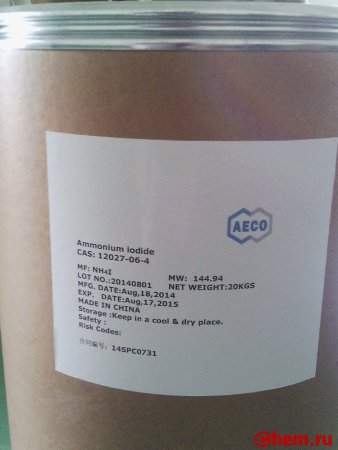 AECO
Ammonium iodide
CAS: 12027-06-4
MF: NH4I MW: 144.94
LOT NO.:20140801 NET WEIGHT:20KGS
MFG. DATE:Aug,18,2014
EXP. DATE:Aug,17,2015
MADE IN CHINA
Storage :Keep in a cool & dry place.
Safety :
Risk Codes:
合同编号: 14SPC0731
Chem.ru